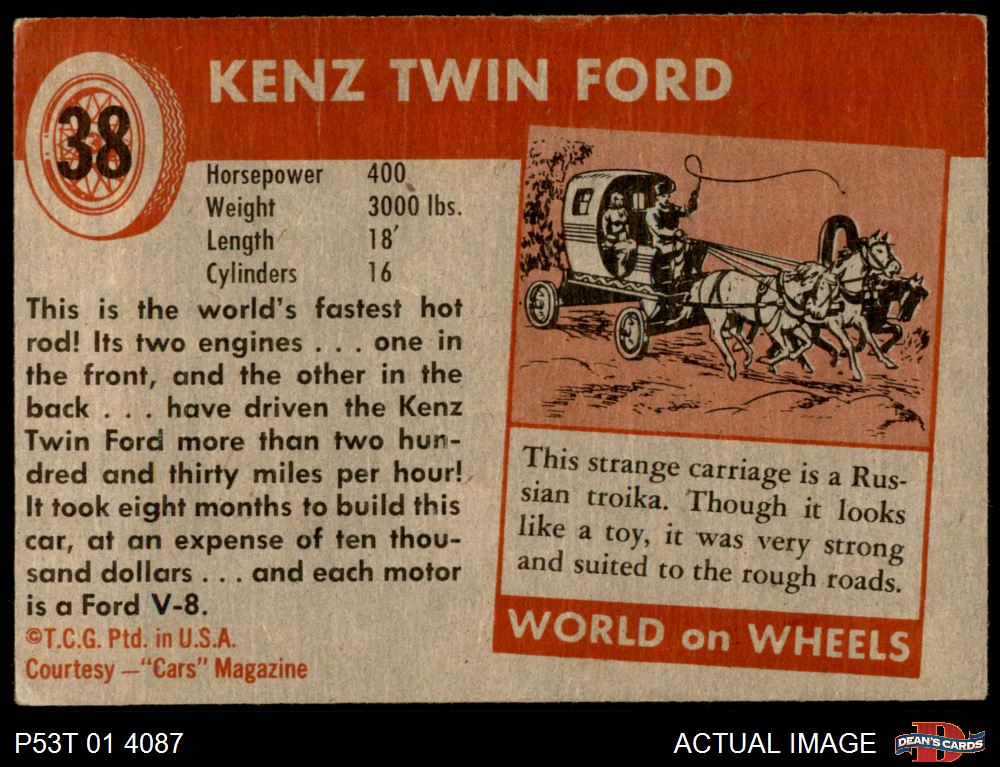 38
KENZ TWIN FORD
Horsepower 400
Weight 3000 lbs.
Length 18′
Cylinders 16
This is the world's fastest hot
rod! Its two engines . . . one in
the front, and the other in the
back . . . have driven the Kenz
Twin Ford more than two hun-
dred and thirty miles per hour!
It took eight months to build this
car, at an expense of ten thou-
sand dollars . . . and each motor
is a Ford V-8.
©T.C.G. Ptd. in U.S.A.
Courtesy —"Cars" Magazine
This strange carriage is a Rus-
sian troika. Though it looks
like a toy, it was very strong
and suited to the rough roads.
WORLD on WHEELS
P53T 01 4087
ACTUAL IMAGE
D
DEAN'S CARDS